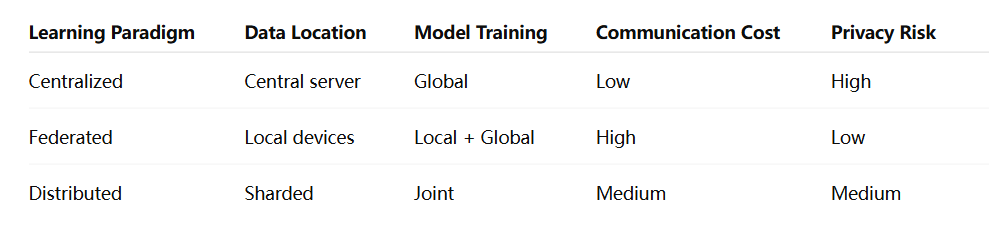 Learning Paradigm Data Location Model Training Communication Cost Privacy Risk
Centralized Central server Global Low High
Federated Local devices Local + Global High Low
Distributed Sharded Joint Medium Medium